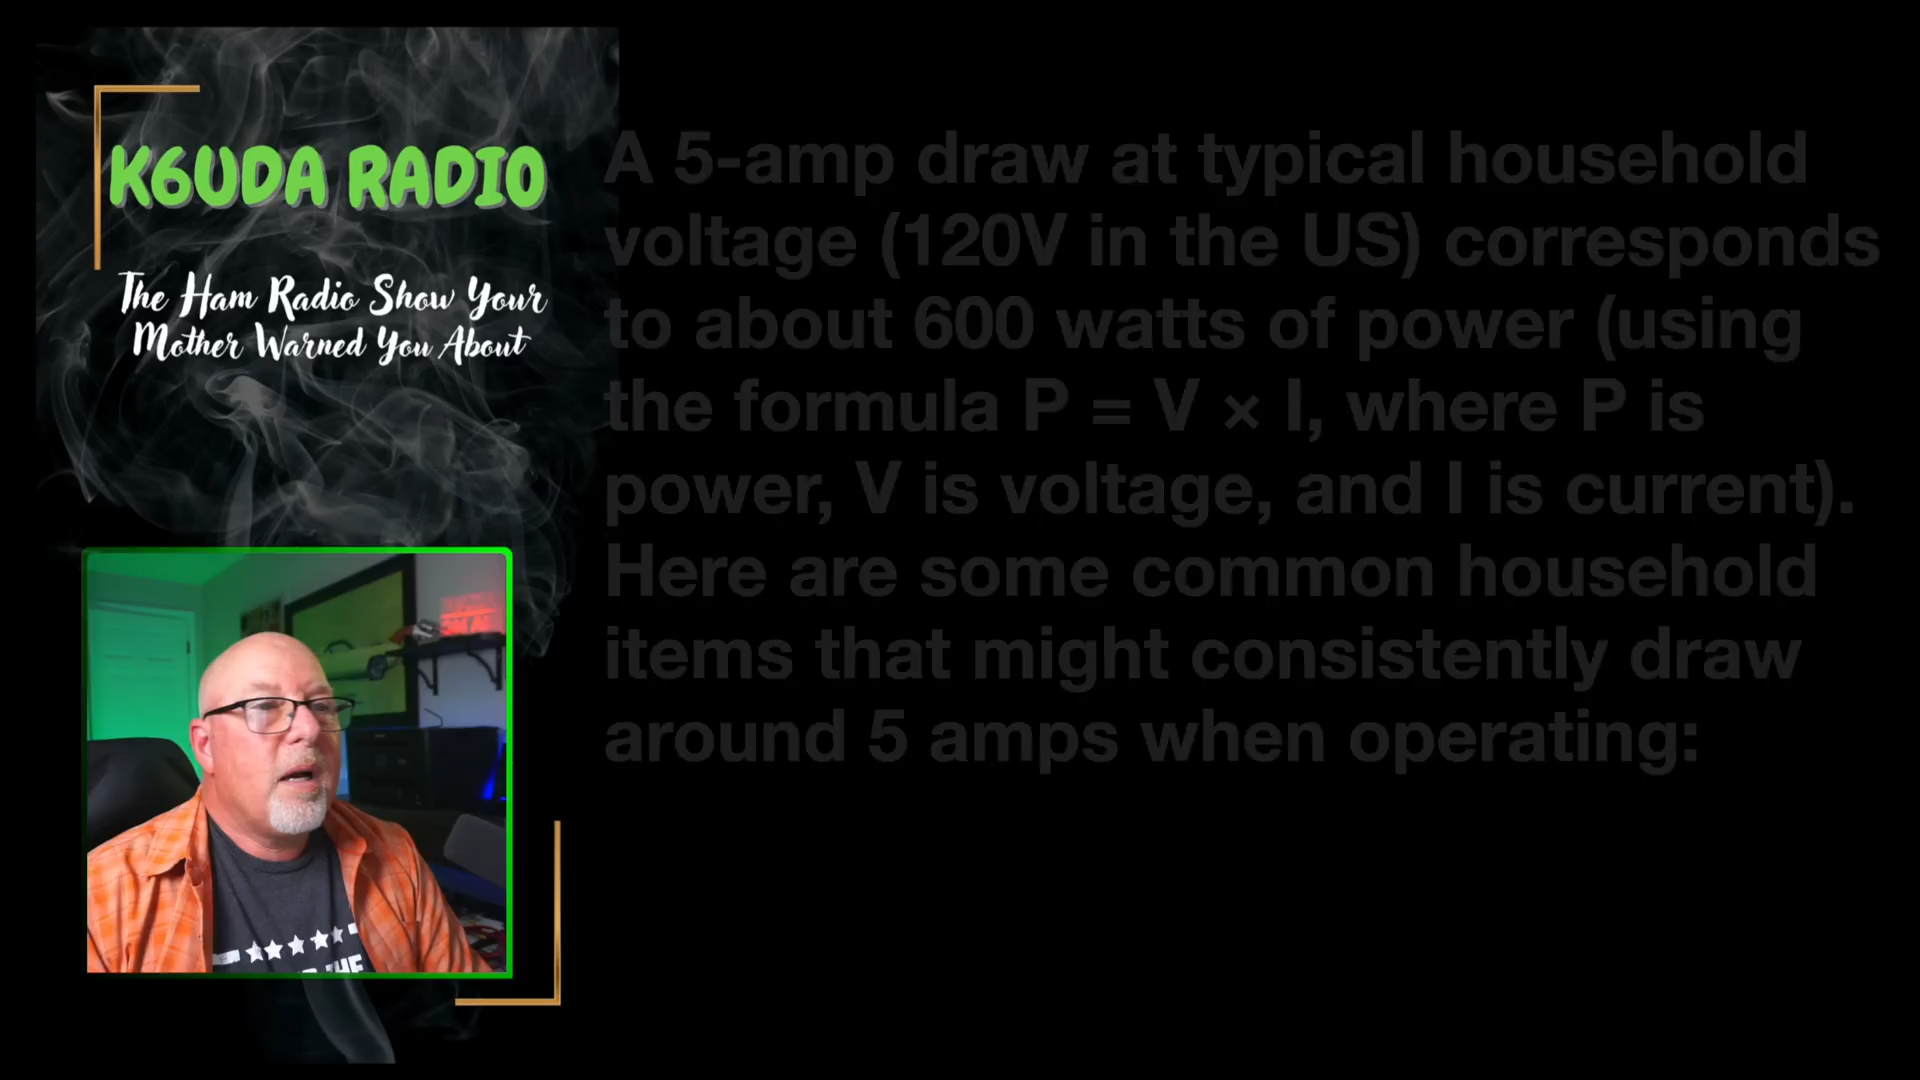 K6UDA RADIO
The Ham Radio Show Your
Mother Warned You About
A 5-amp draw at typical household
voltage (120V in the US) corresponds
to about 600 watts of power (using
the formula P = V × I, where P is
power, V is voltage, and I is current).
Here are some common household
items that might consistently draw
around 5 amps when operating:
THE